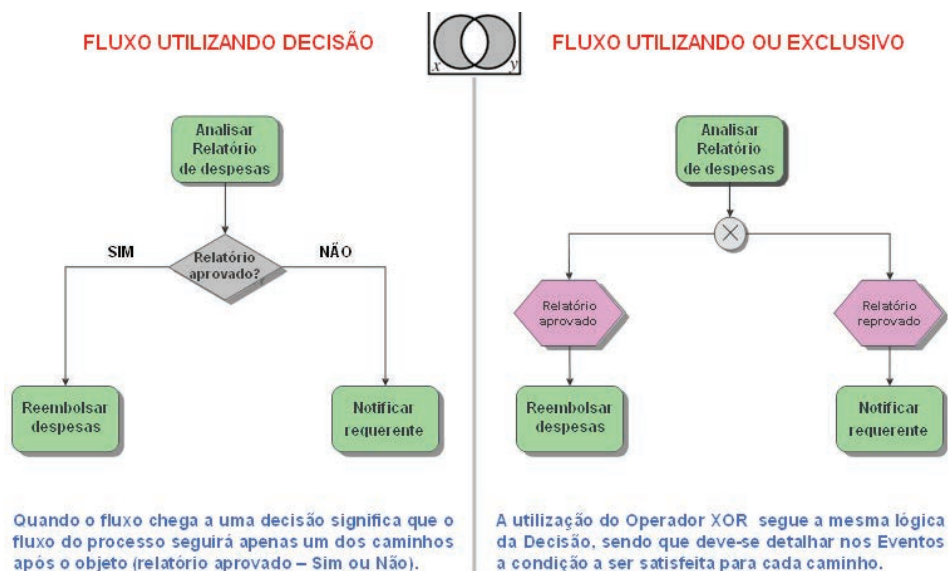 FLUXO UTILIZANDO DECISÃO
x y
FLUXO UTILIZANDO OU EXCLUSIVO
Analisar
Relatório
de despesas
SIM
Relatório
aprovado?
NÃO
Reembolsar
despesas
Notificar
requerente
Quando o fluxo chega a uma decisão significa que o
fluxo do processo seguirá apenas um dos caminhos
após o objeto (relatório aprovado – Sim ou Não).
Analisar
Relatório
de despesas
Relatório
aprovado
Relatório
reprovado
Reembolsar
despesas
Notificar
requerente
A utilização do Operador XOR segue a mesma lógica
da Decisão, sendo que deve-se detalhar nos Eventos
a condição a ser satisfeita para cada caminho.